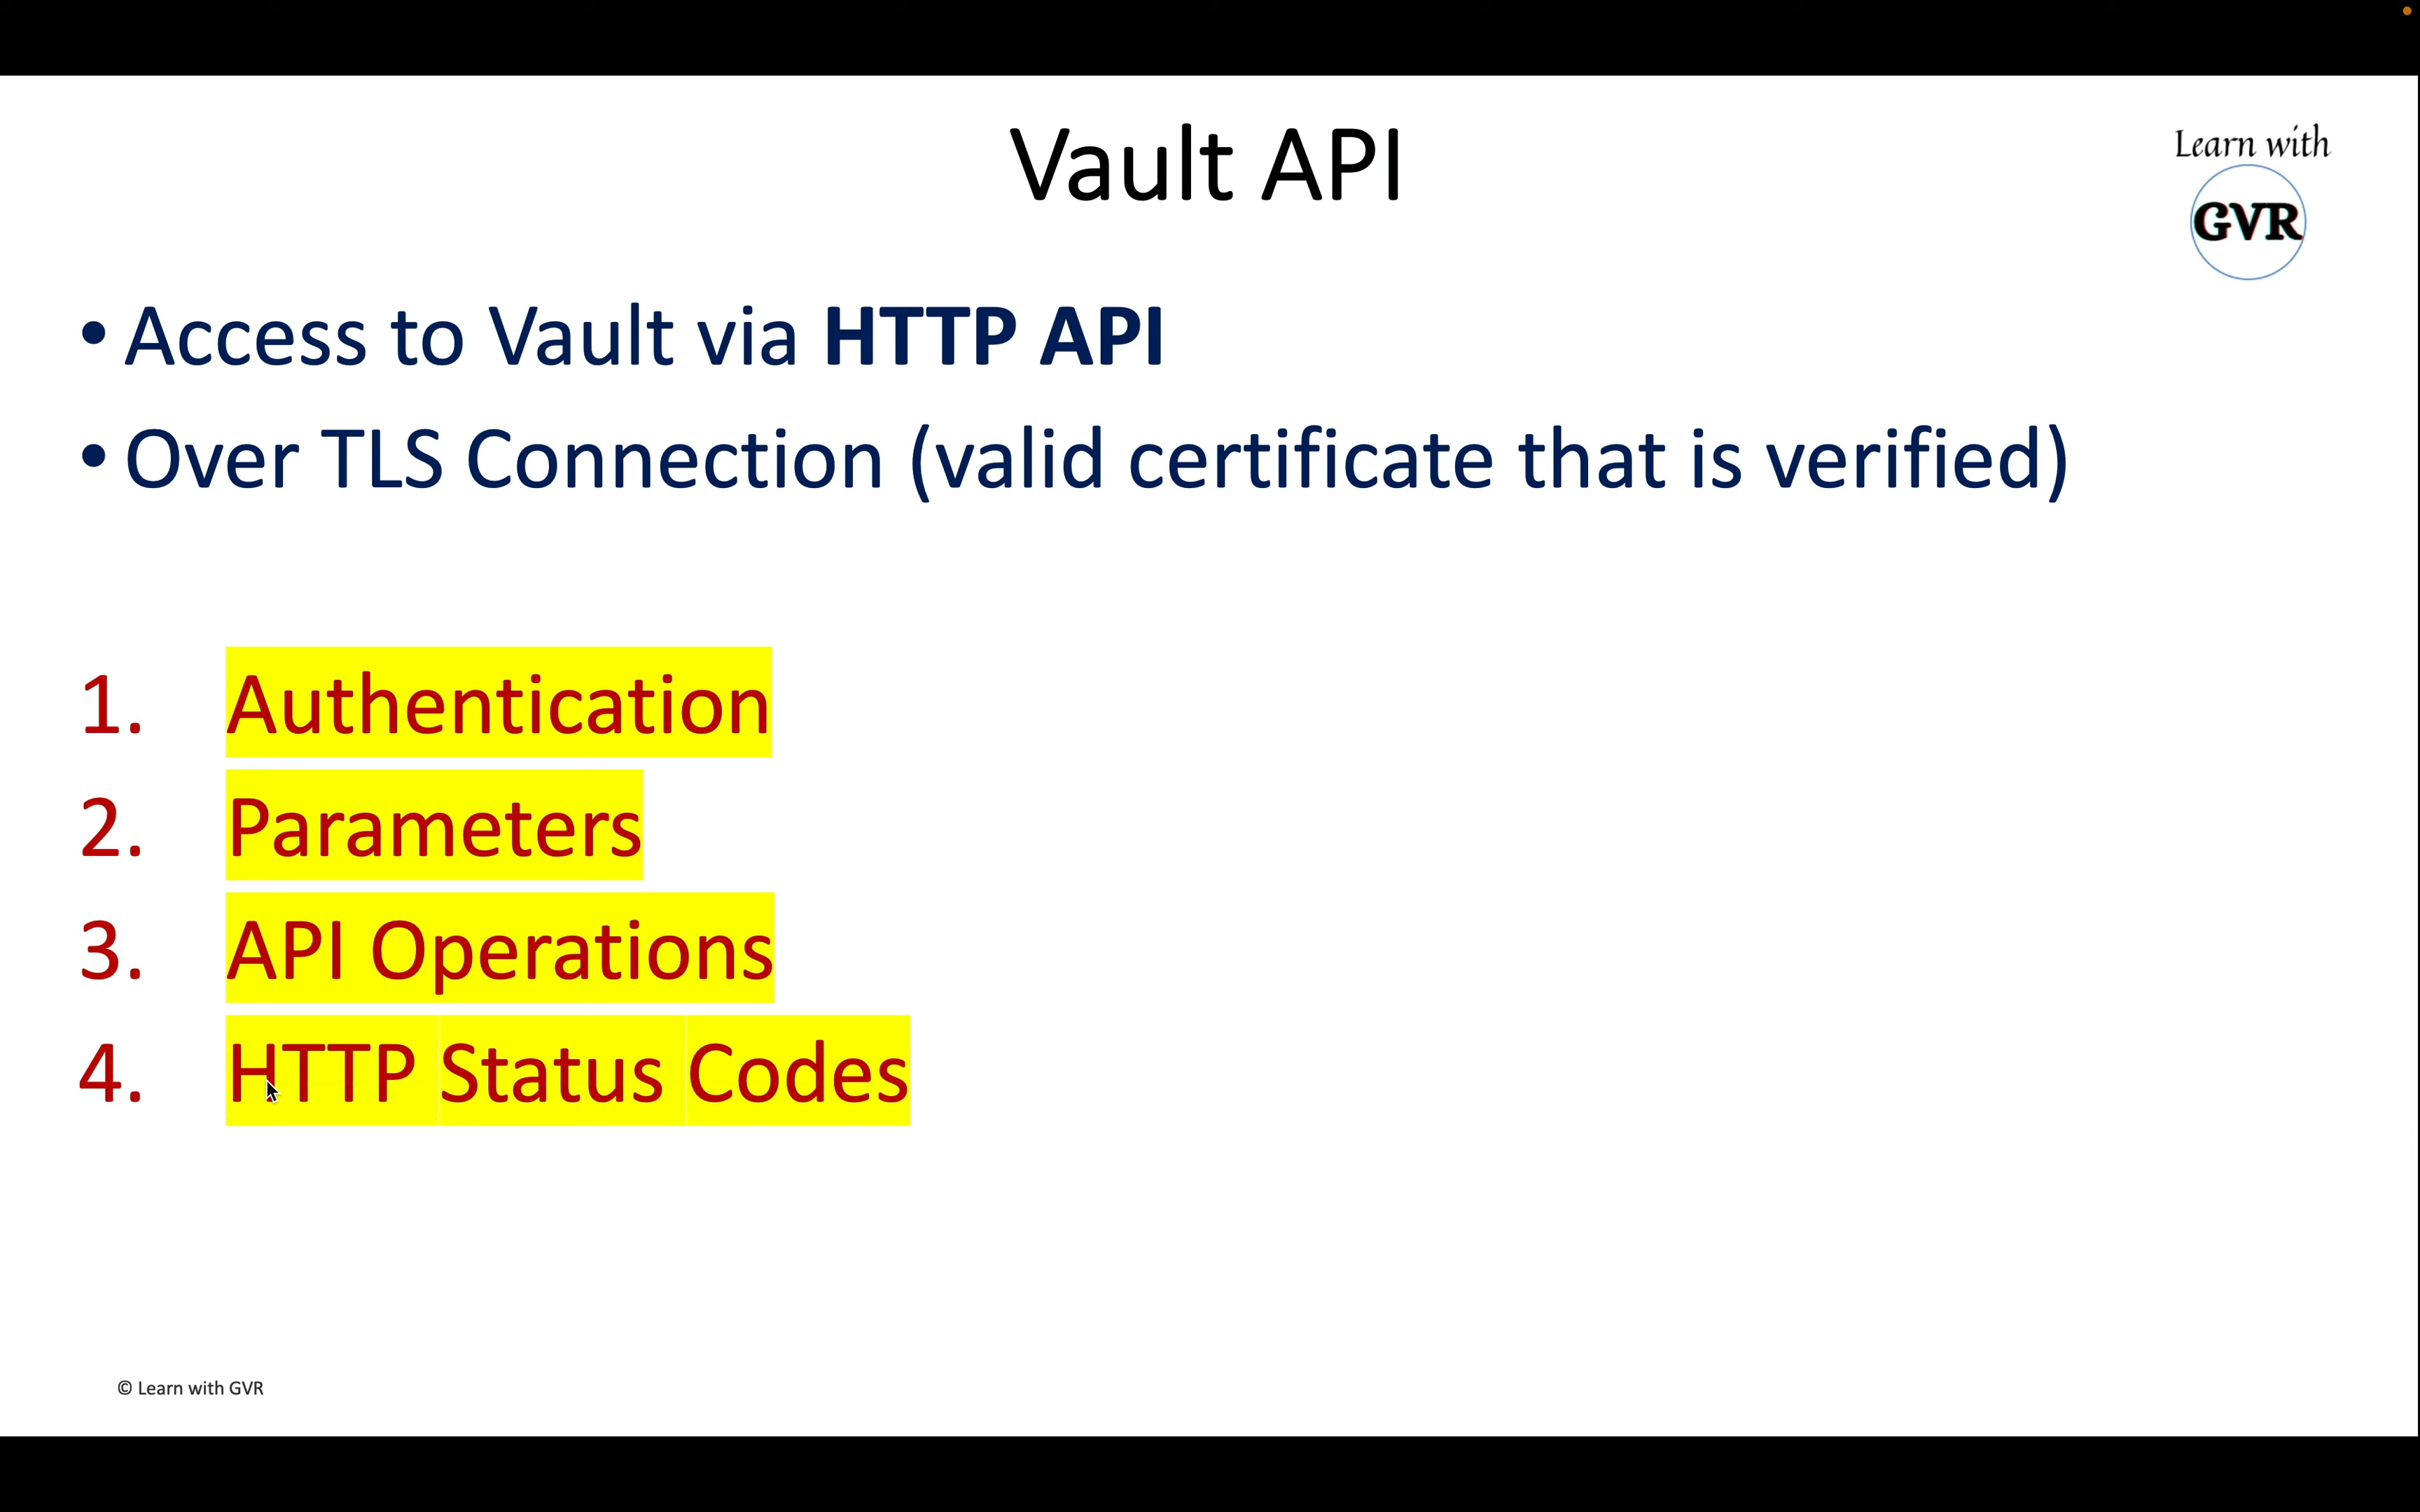 Vault API
Learn with
GVR
• Access to Vault via HTTP API
• Over TLS Connection (valid certificate that is verified)
1. Authentication
2. Parameters
3. API Operations
4. HTTP Status Codes
© Learn with GVR